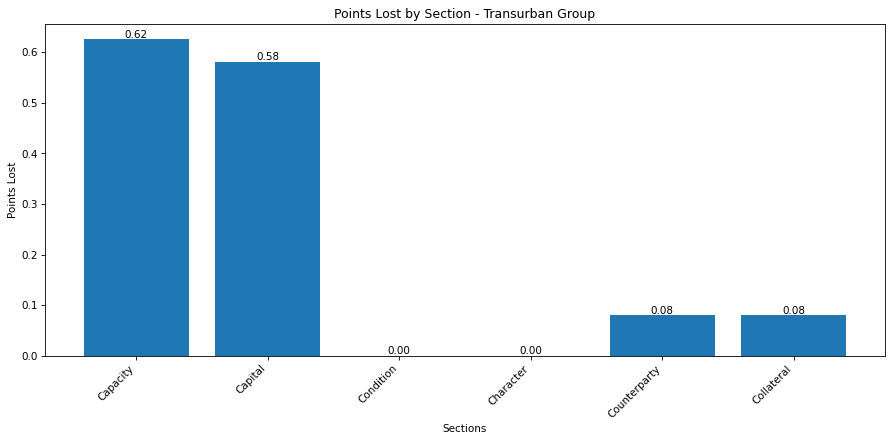 Points Lost by Section - Transurban Group
Points Lost
0.6
0.5
0.4
0.3
0.2
0.1
0.0
0.62
0.58
0.00
0.00
0.08
0.08
Capacity
Capital
Condition
Character
Counterparty
Collateral
Sections